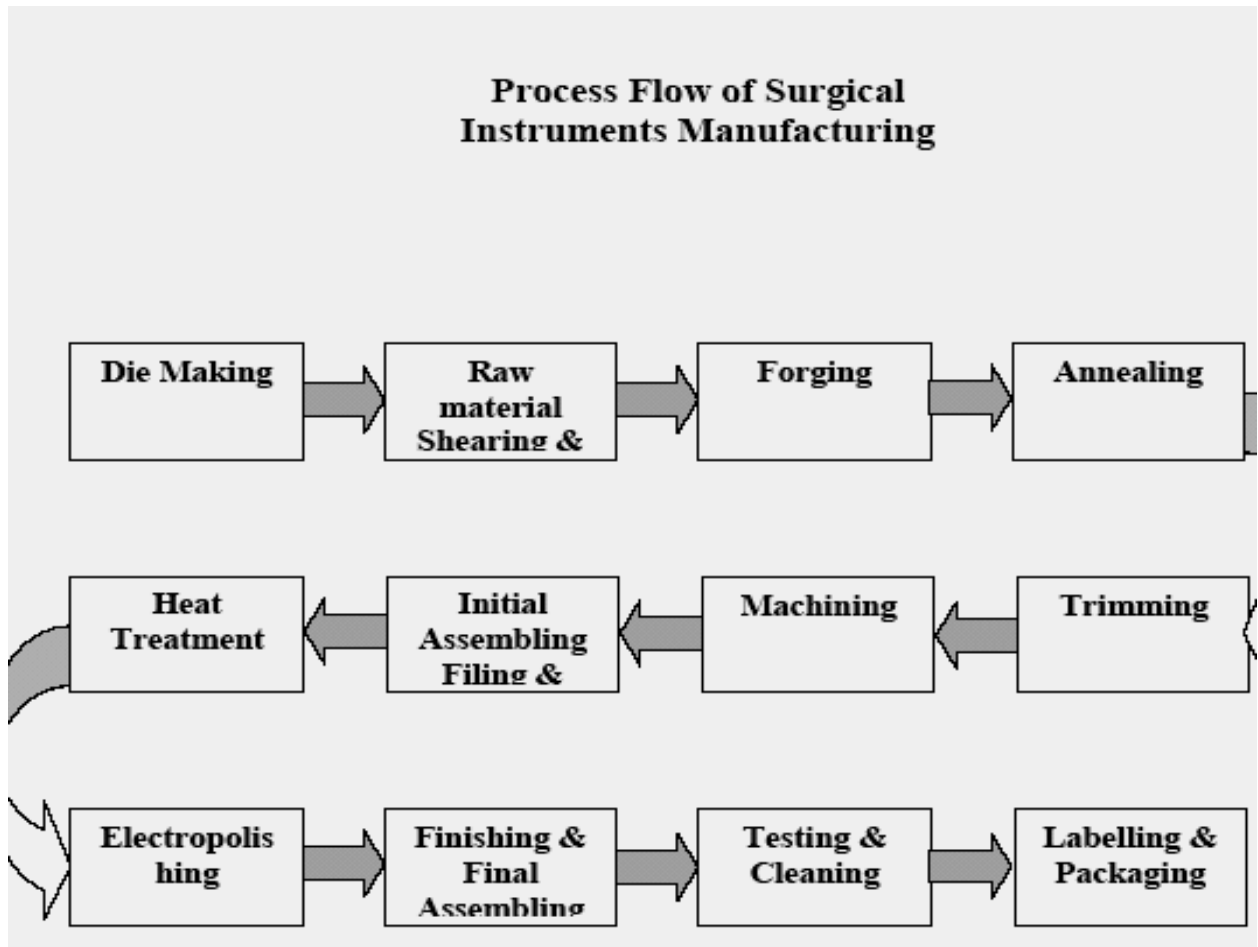 Process Flow of Surgical
Instruments Manufacturing
Die Making
Raw
material
Shearing &
Forging
Annealing
Heat
Treatment
Initial
Assembling
Filing &
Machining
Trimming
Electropolis
hing
Finishing &
Final
Assembling
Testing &
Cleaning
Labelling &
Packaging